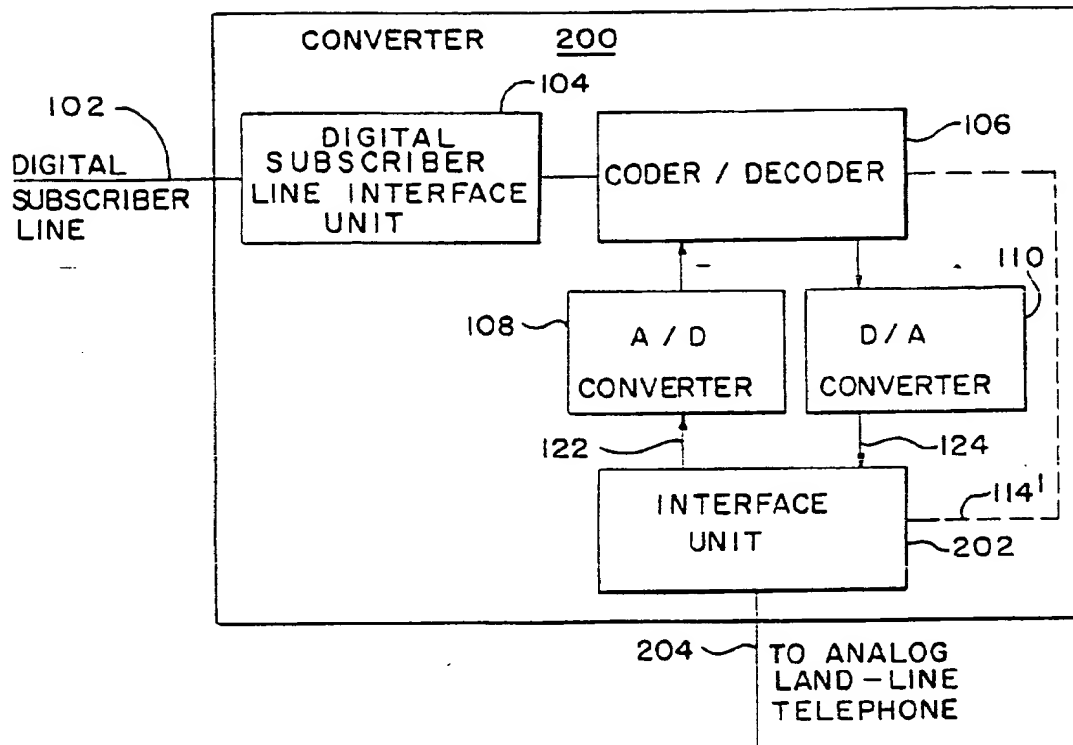 CONVERTER 200
102
104
106
DIGITAL
SUBSCRIBER
LINE
DIGITAL
SUBSCRIBER
LINE INTERFACE
UNIT
CODER / DECODER
108
A / D
CONVERTER
110
D/A
CONVERTER
122
124
INTERFACE
UNIT
114'
202
204
TO ANALOG
LAND-LINE
TELEPHONE